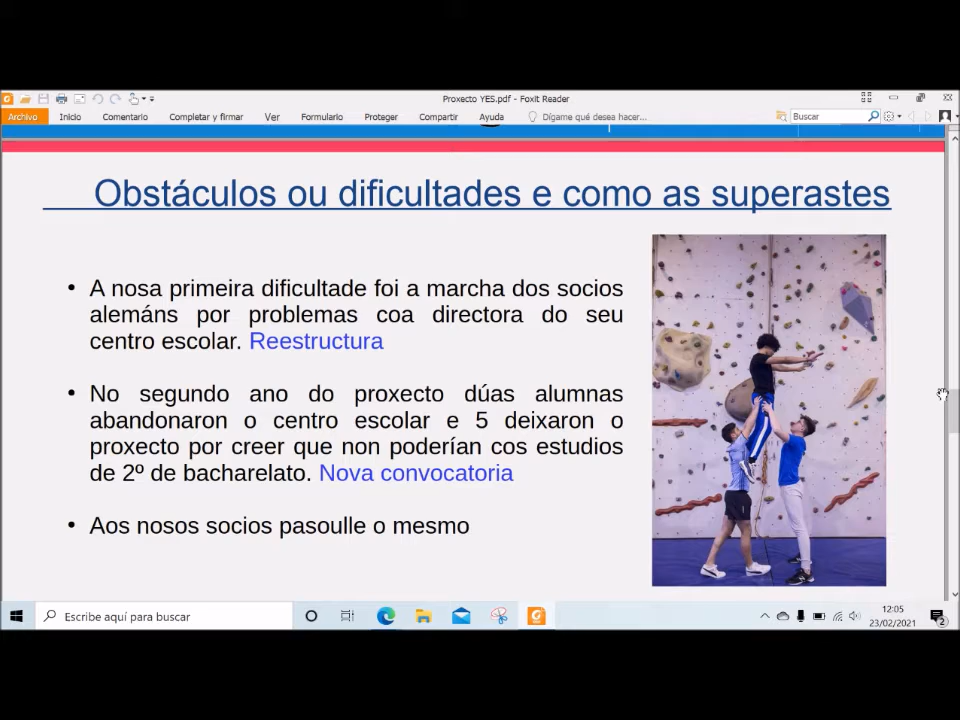 Proxecto YES.pdf - Foxit Reader
Archivo Inicio Comentario Completar y firmar Ver Formulario Proteger Compartir Ayuda Dígame qué desea hacer... Buscar
Obstáculos ou dificultades e como as superastes
• A nosa primeira dificultade foi a marcha dos socios
alemáns por problemas coa directora do seu
centro escolar. Reestructura
• No segundo ano do proxecto dúas alumnas
abandonaron o centro escolar e 5 deixaron o
proxecto por creer que non poderían cos estudios
de 2º de bacharelato. Nova convocatoria
• Aos nosos socios pasoulle o mesmo
Escribe aquí para buscar
12:05
23/02/2021
2